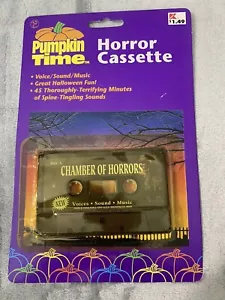 Pumpkin
Time™
K
$1.49
Horror
Cassette
• Voice/Sound/Music
• Great Halloween Fun!
• 45 Thoroughly-Terrifying Minutes
of Spine-Tingling Sounds
CHAMBER OF HORRORS
NEW
Voices • Sound • Music